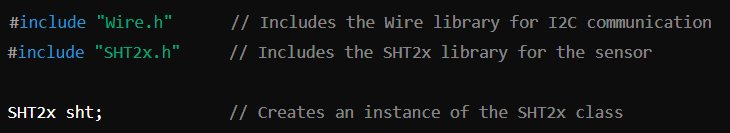 #include "Wire.h" // Includes the Wire library for I2C communication
#include "SHT2x.h" // Includes the SHT2x library for the sensor
SHT2x sht; // Creates an instance of the SHT2x class